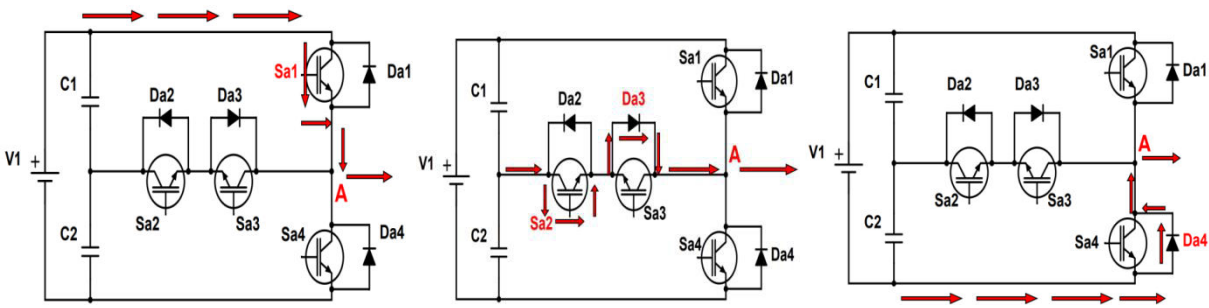 Sa1
Da1
C1
Da2
Da3
V1 +
A
Sa2
Sa3
C2
Sa4
Da4
Sa1
Da1
C1
Da2
Da3
V1 +
A
Sa2
Sa3
C2
Sa4
Da4
Sa1
Da1
C1
Da2
Da3
V1 +
A
Sa2
Sa3
C2
Sa4
Da4